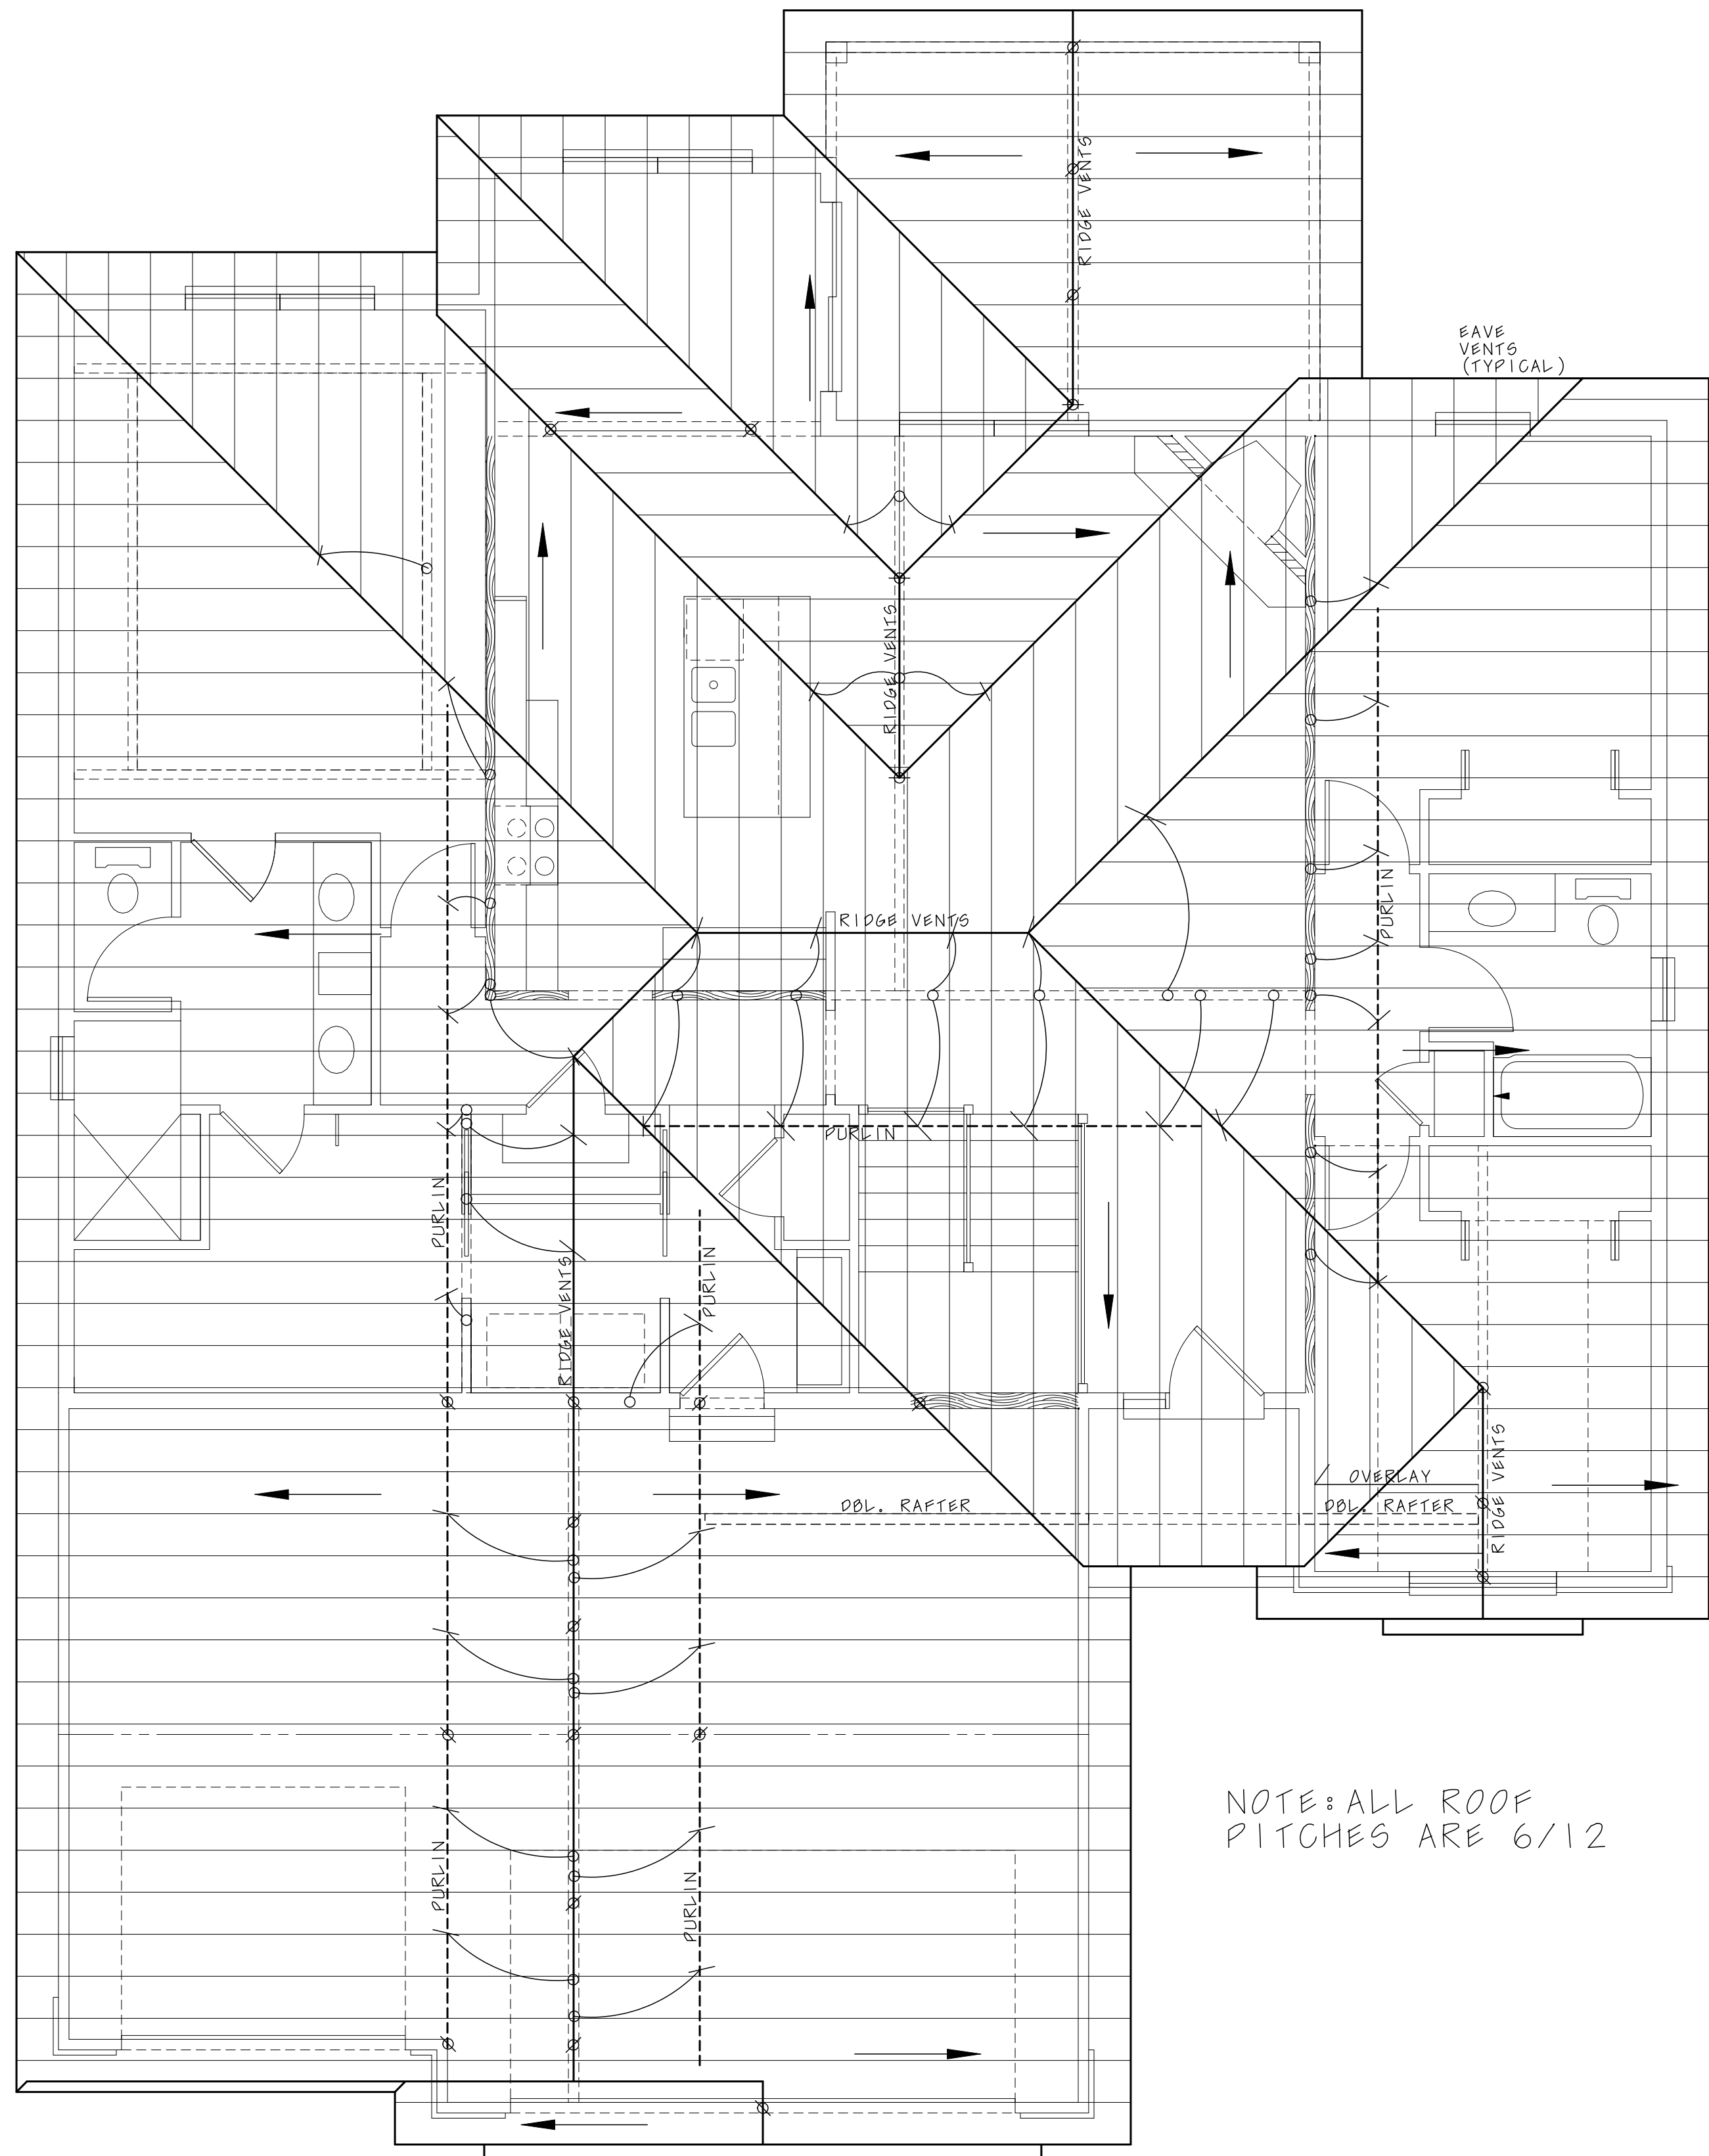 RIDGE VENTS
EAVE
VENTS
(TYPICAL)
RIDGE VENTS
PURLIN
RIDGE VENTS
PURLIN
PURLIN
PURLIN
RIDGE VENTS
OVERLAY
DBL. RAFTER
DBL. RAFTER
RIDGE VENTS
NOTE: ALL ROOF
PITCHES ARE 6/12
PURLIN
PURLIN